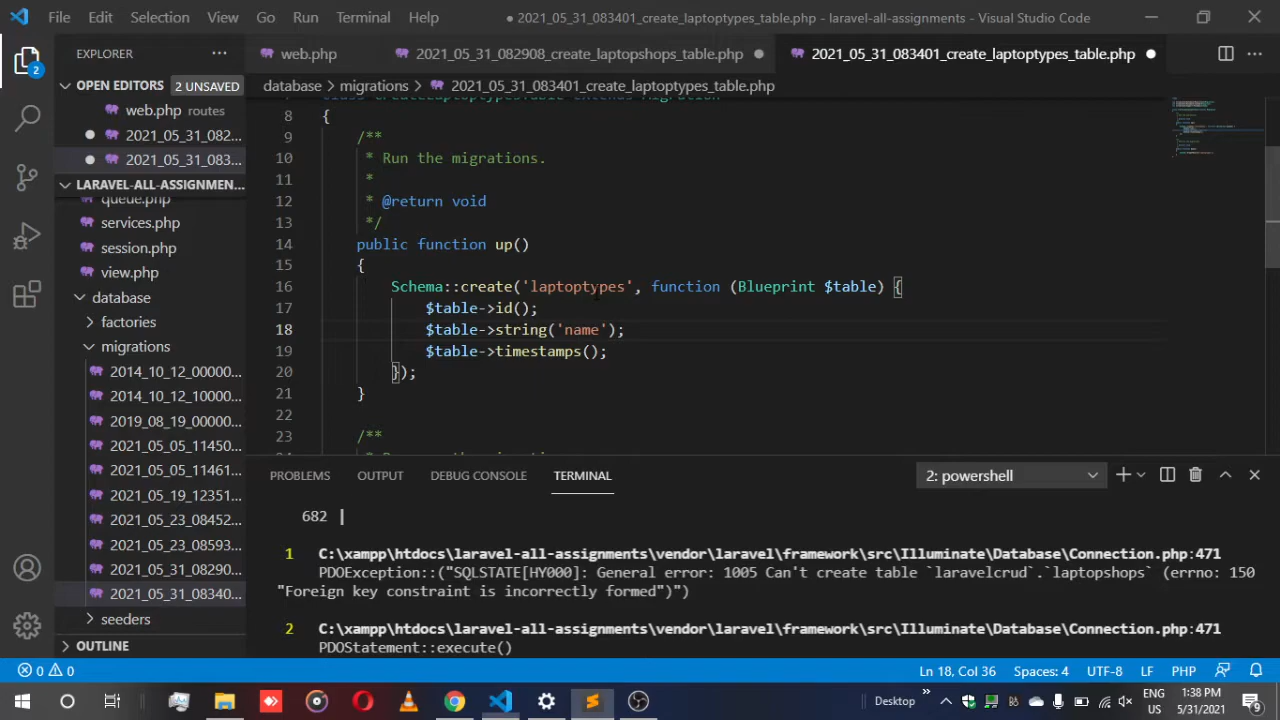 File Edit Selection View Go Run Terminal Help
● 2021_05_31_083401_create_laptoptypes_table.php - laravel-all-assignments - Visual Studio Code
EXPLORER
web.php
2021_05_31_082908_create_laptopshops_table.php
2021_05_31_083401_create_laptoptypes_table.php
OPEN EDITORS 2 UNSAVED
database > migrations > 2021_05_31_083401_create_laptoptypes_table.php
web.php routes
2021_05_31_082...
2021_05_31_083...
LARAVEL-ALL-ASSIGNMEN...
queue.php
services.php
session.php
view.php
database
factories
migrations
2014_10_12_00000...
2014_10_12_10000...
2019_08_19_00000...
2021_05_05_11450...
2021_05_05_11461...
2021_05_19_12351...
2021_05_23_08452...
2021_05_23_08593...
2021_05_31_08290...
2021_05_31_08340...
seeders
OUTLINE
8 {
9 /**
10 * Run the migrations.
11 *
12 * @return void
13 */
14 public function up()
15 {
16 Schema::create('laptoptypes', function (Blueprint $table) {
17 $table->id();
18 $table->string('name');
19 $table->timestamps();
20 });
21 }
22
23 /**
PROBLEMS OUTPUT DEBUG CONSOLE TERMINAL
2: powershell
682 |
1 C:\xampp\htdocs\laravel-all-assignments\vendor\laravel\framework\src\Illuminate\Database\Connection.php:471
PDOException::("SQLSTATE[HY000]: General error: 1005 Can't create table `laravelcrud`.`laptopshops` (errno: 150
"Foreign key constraint is incorrectly formed")")
2 C:\xampp\htdocs\laravel-all-assignments\vendor\laravel\framework\src\Illuminate\Database\Connection.php:471
PDOStatement::execute()
2
0 0
Ln 18, Col 36 Spaces: 4 UTF-8 LF PHP
Desktop
ENG
US
1:38 PM
5/31/2021
9